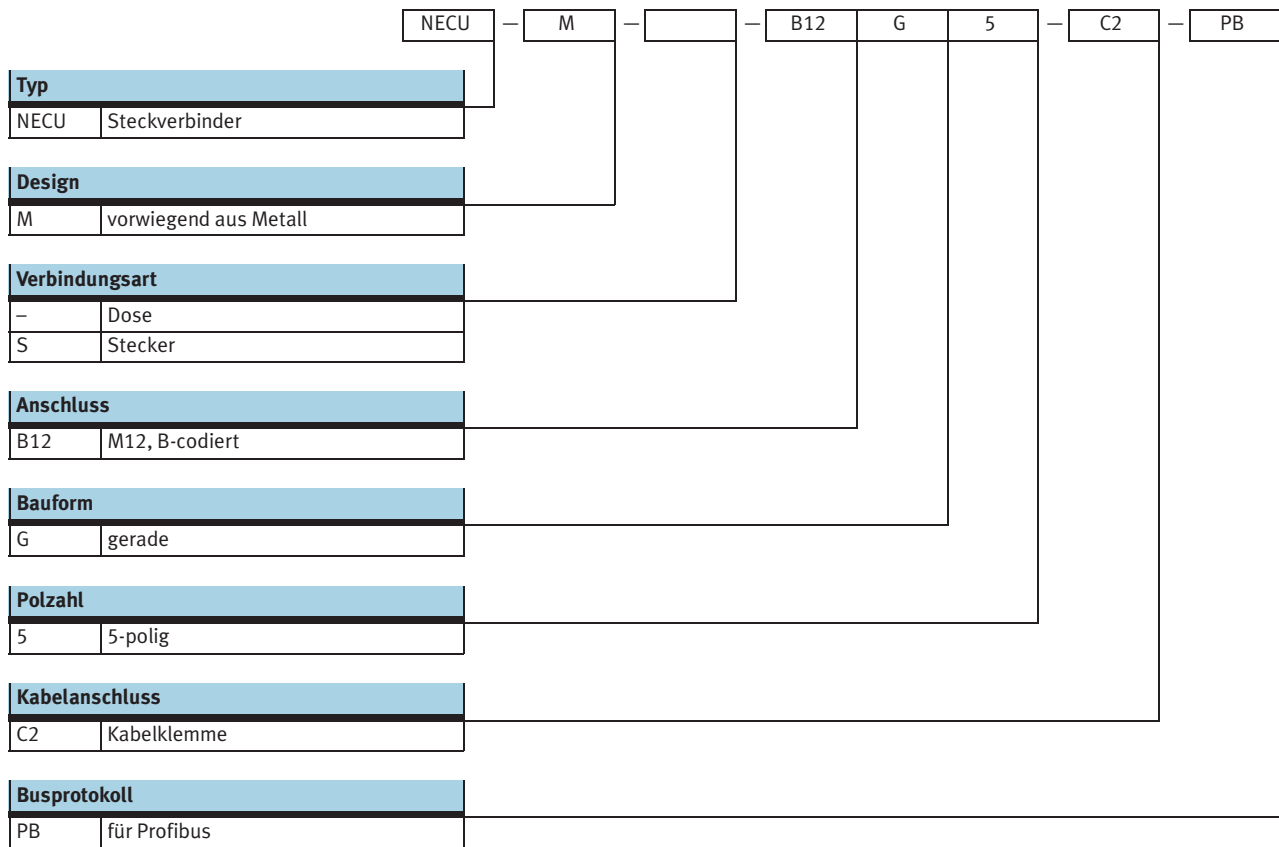 NECU — M — — B12 G 5 — C2 — PB
Typ
NECU Steckverbinder
Design
M vorwiegend aus Metall
Verbindungsart
– Dose
S Stecker
Anschluss
B12 M12, B-codiert
Bauform
G gerade
Polzahl
5 5-polig
Kabelanschluss
C2 Kabelklemme
Busprotokoll
PB für Profibus